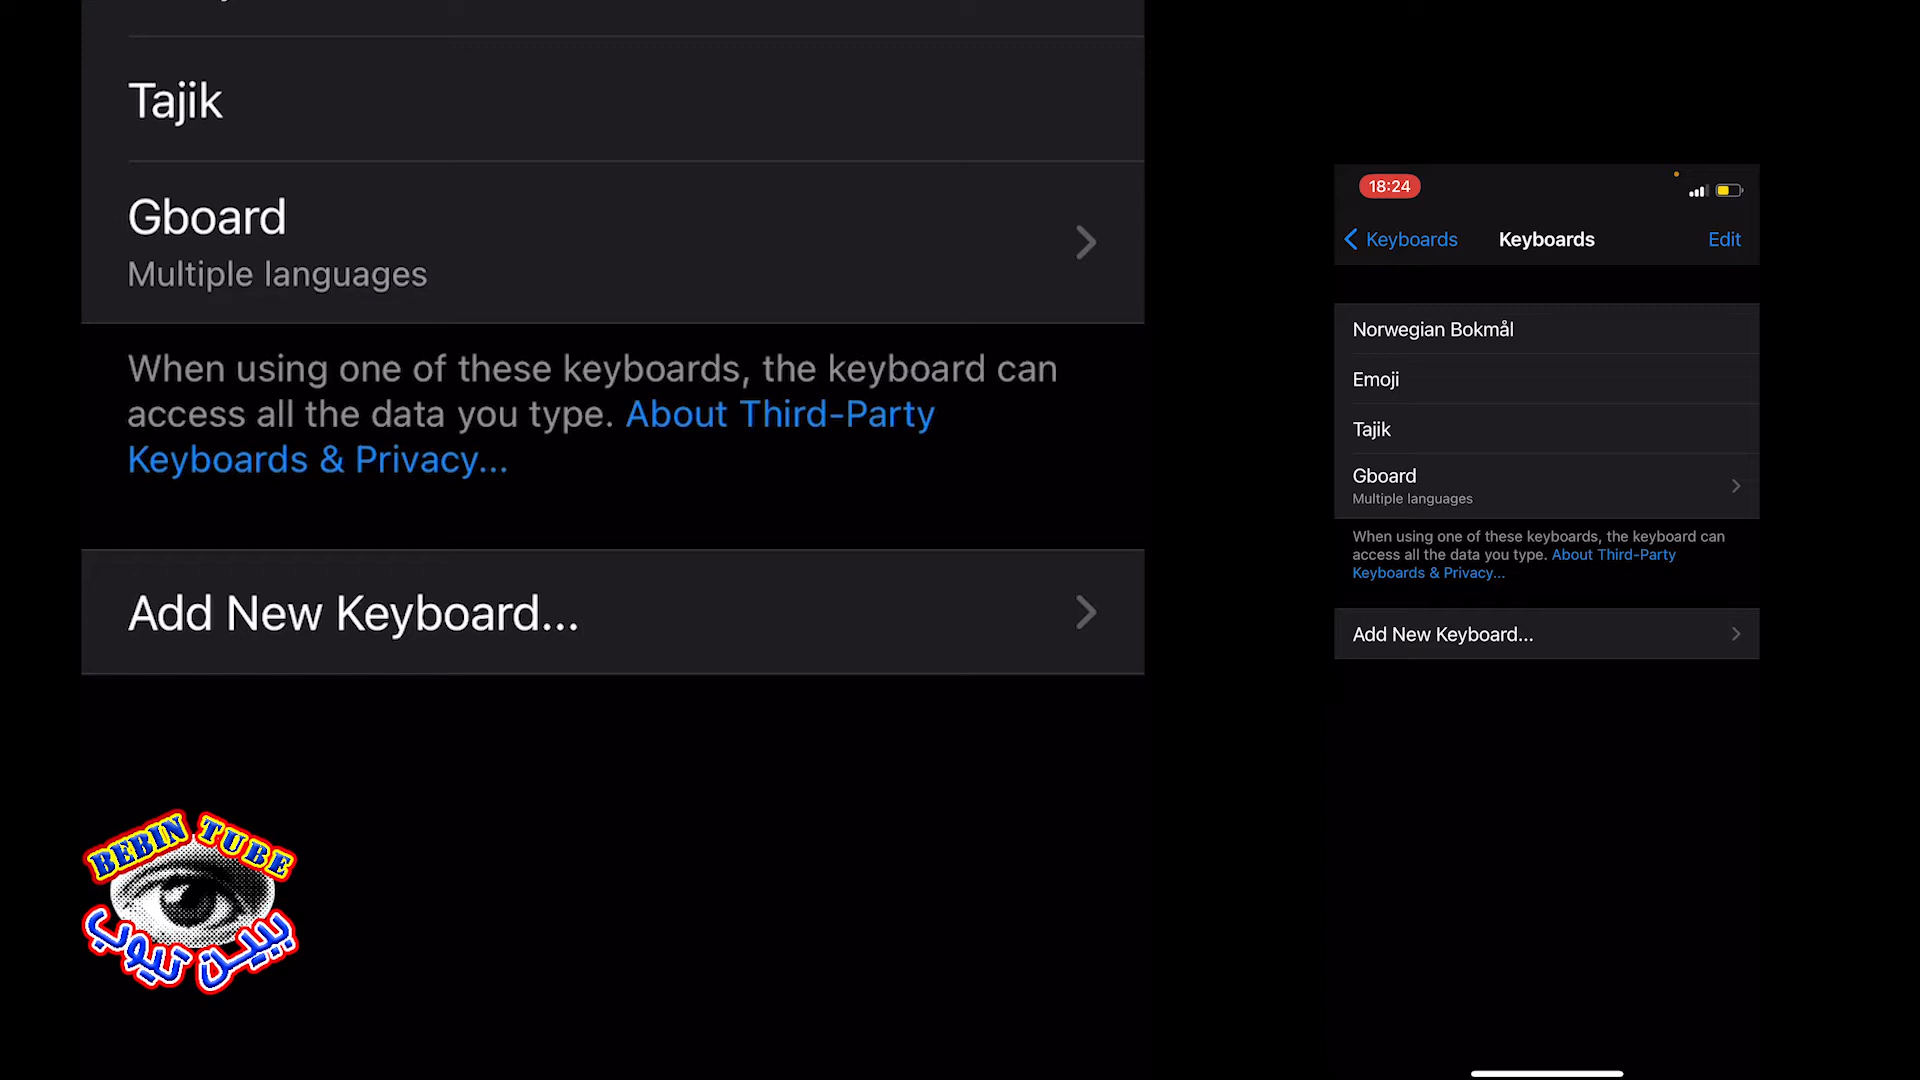 Tajik
Gboard
Multiple languages
When using one of these keyboards, the keyboard can
access all the data you type. About Third-Party
Keyboards & Privacy...
Add New Keyboard...
BEBIN TUBE
ببین تیوب
18:24
Keyboards
Keyboards
Edit
Norwegian Bokmål
Emoji
Tajik
Gboard
Multiple languages
When using one of these keyboards, the keyboard can
access all the data you type. About Third-Party
Keyboards & Privacy...
Add New Keyboard...